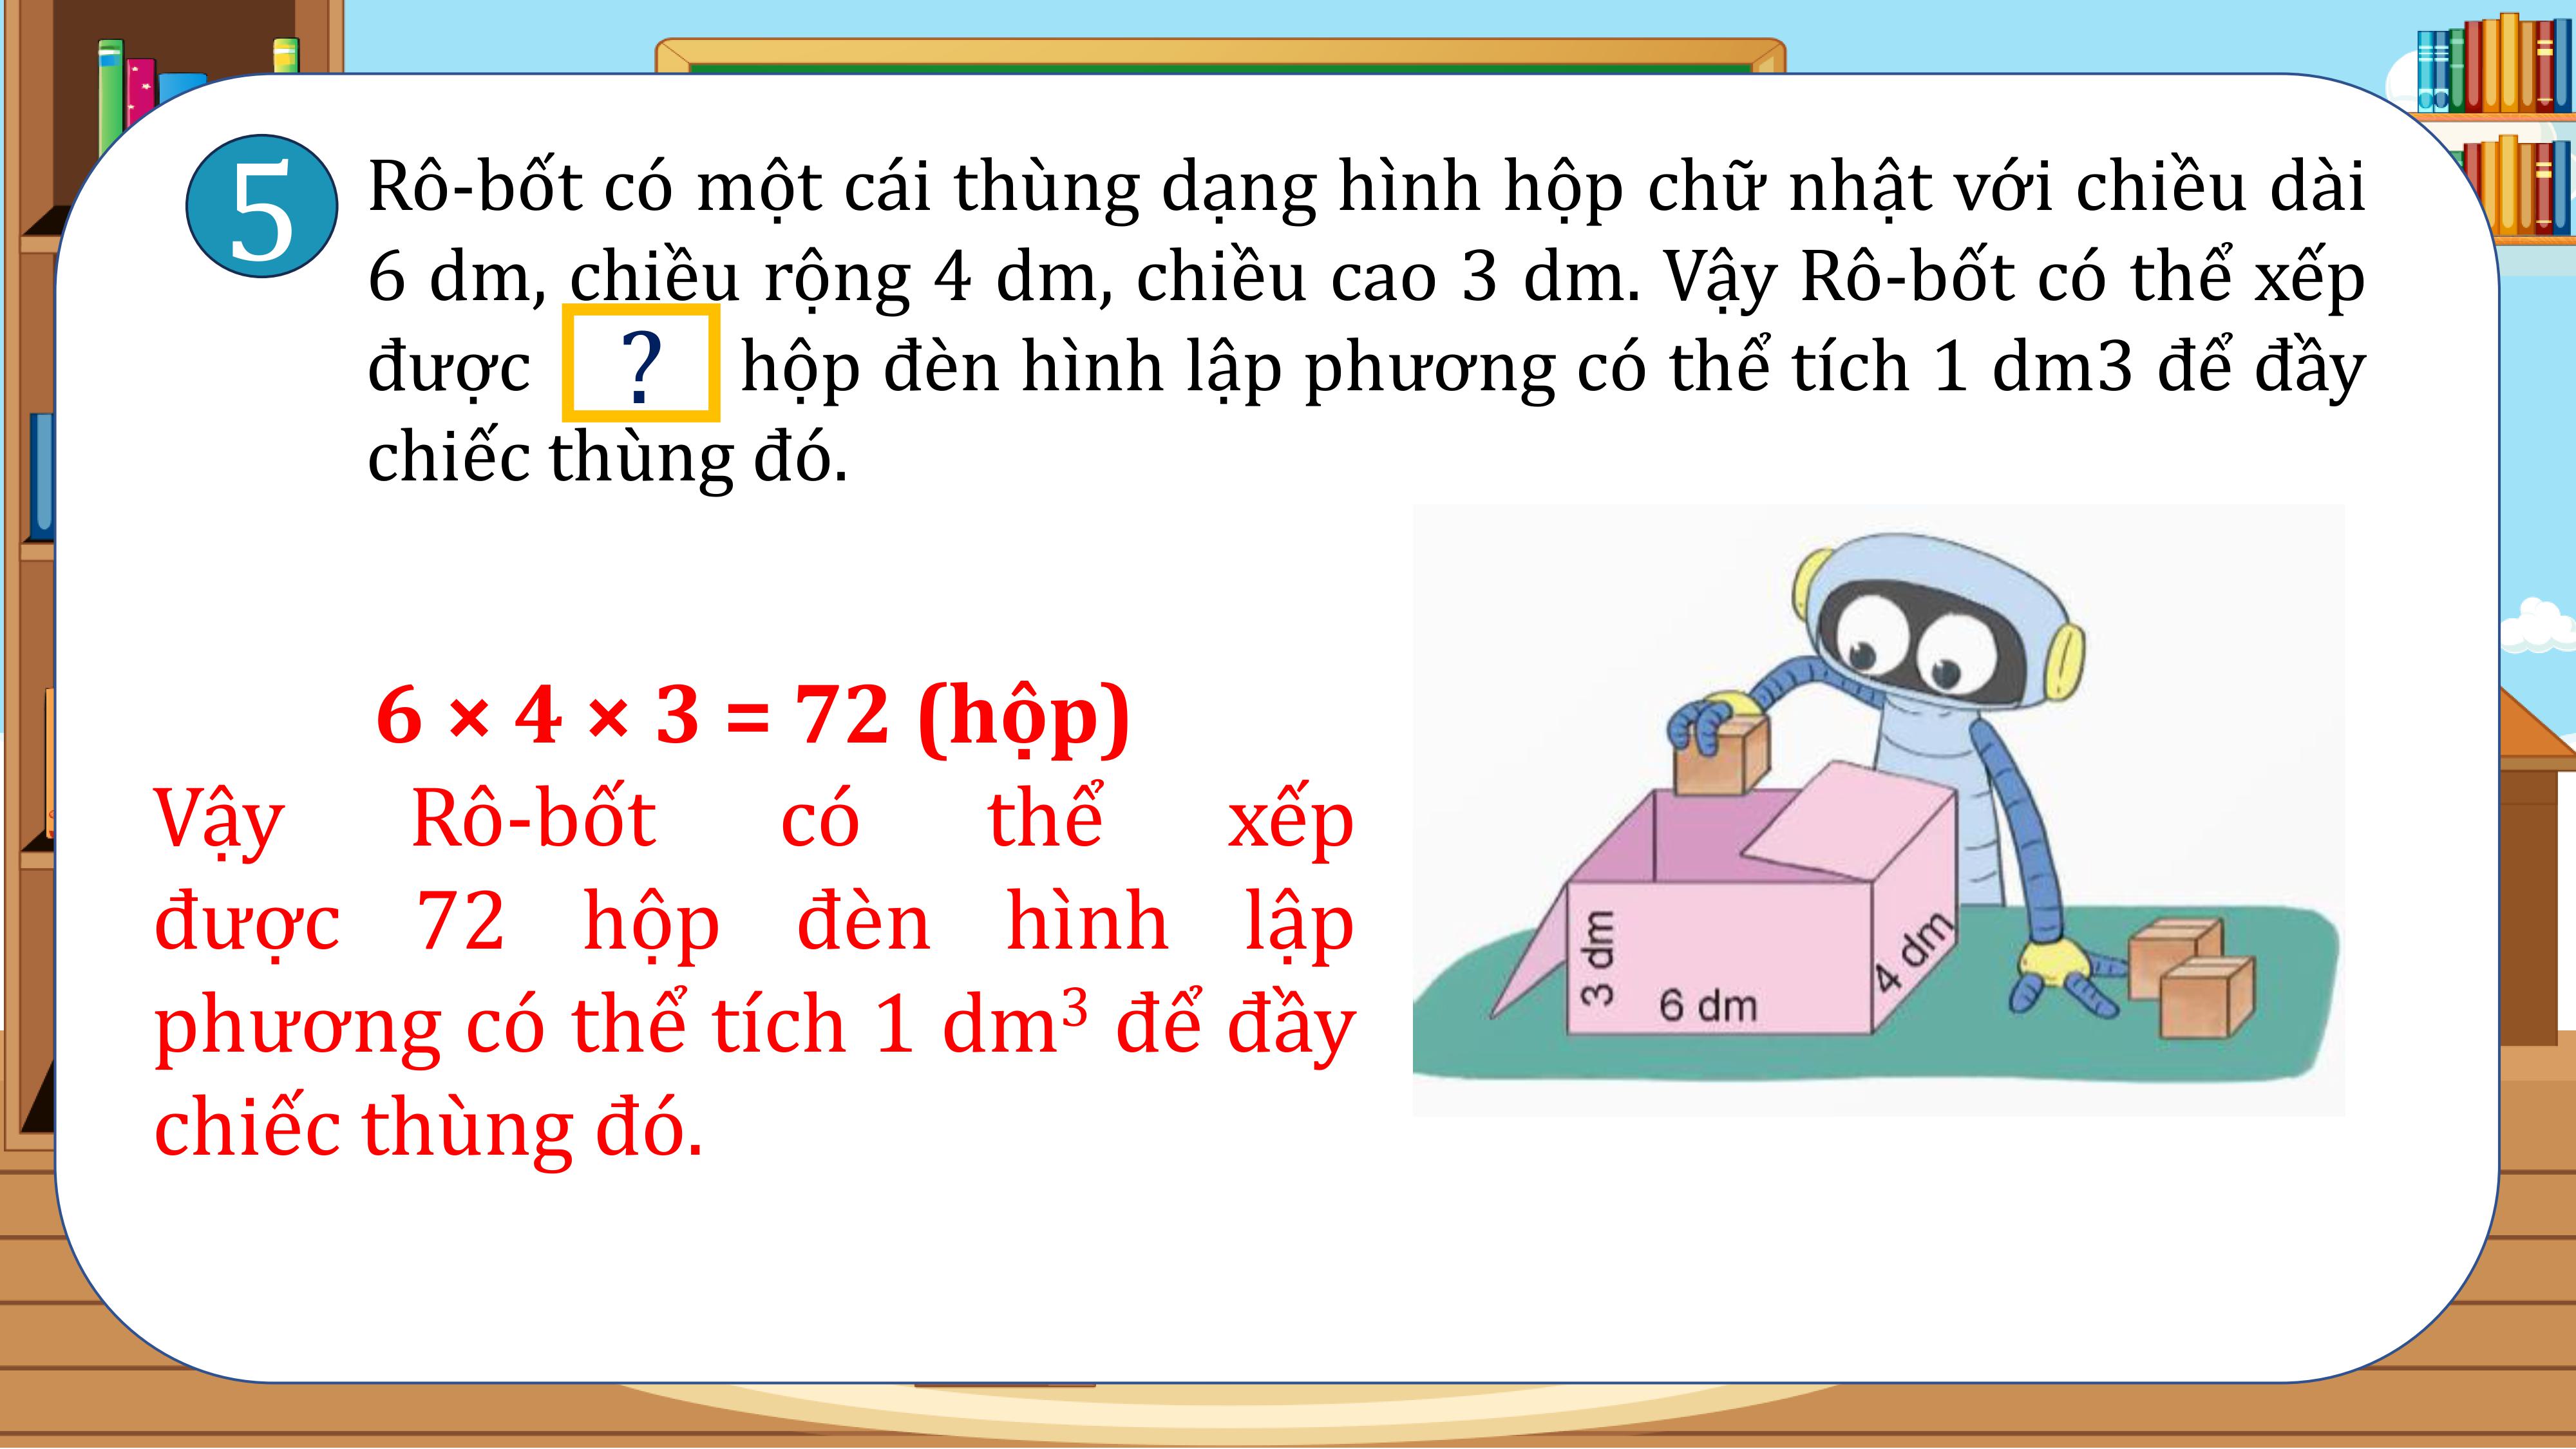 5
Rô-bốt có một cái thùng dạng hình hộp chữ nhật với chiều dài
6 dm, chiều rộng 4 dm, chiều cao 3 dm. Vậy Rô-bốt có thể xếp
được ? hộp đèn hình lập phương có thể tích 1 dm3 để đầy
chiếc thùng đó.
6 × 4 × 3 = 72 (hộp)
Vậy Rô-bốt có thể xếp
được 72 hộp đèn hình lập
phương có thể tích 1 dm³ để đầy
chiếc thùng đó.
3 dm
6 dm
4 dm